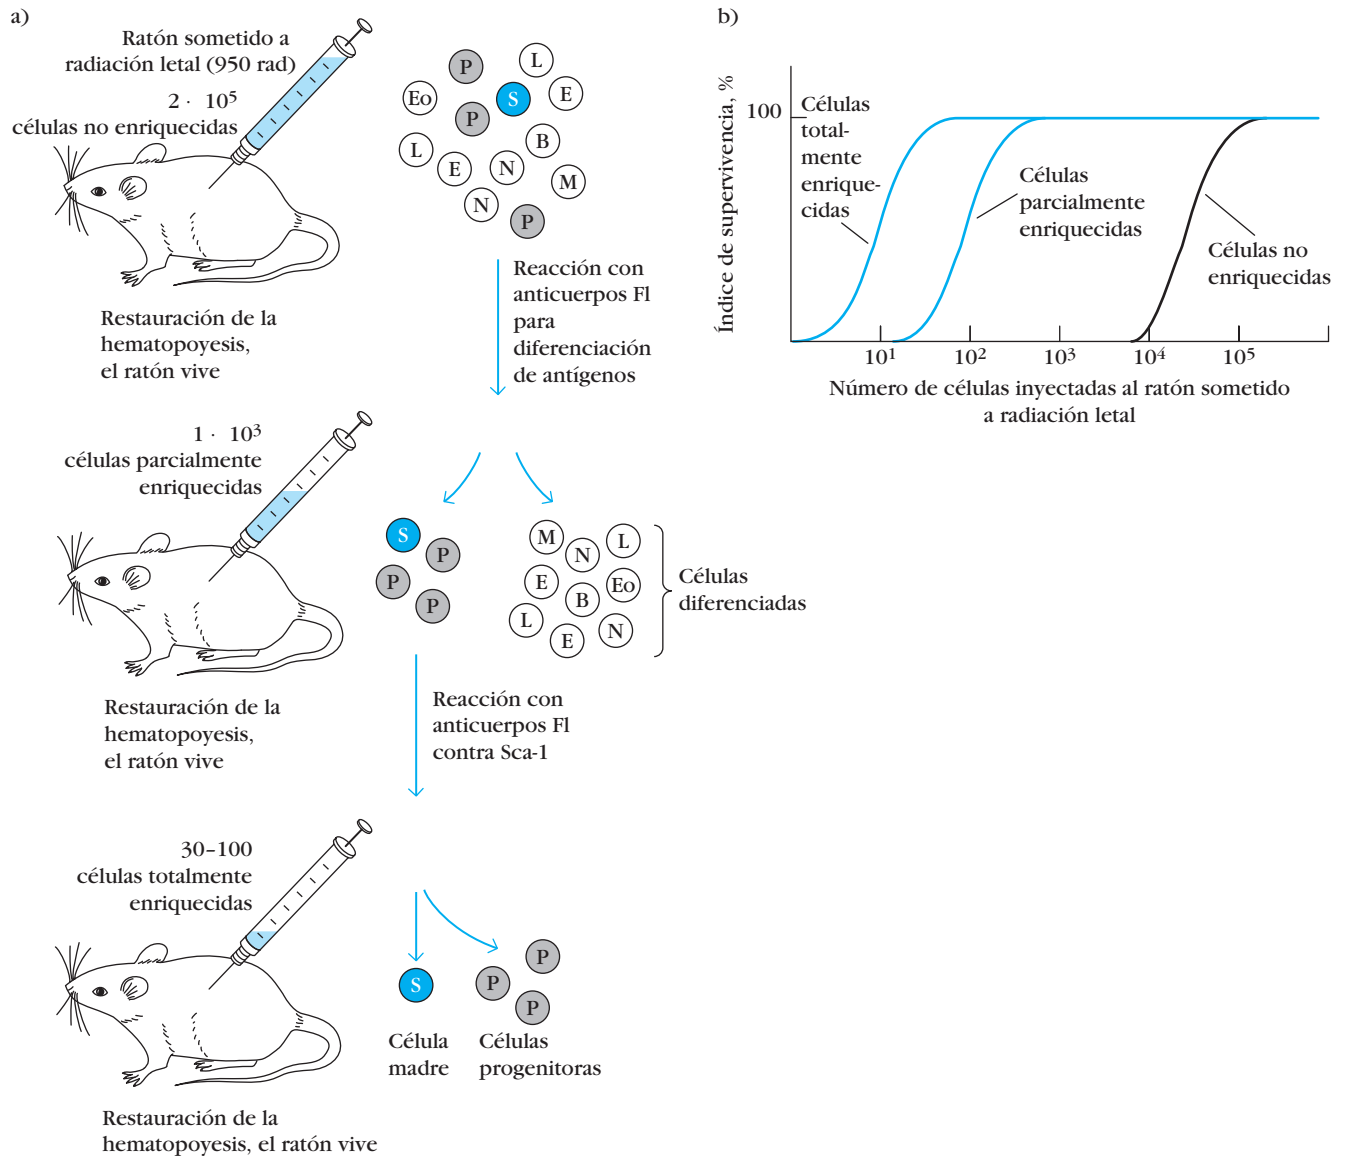 a)
Ratón sometido a
radiación letal (950 rad)
2 · 10⁵
células no enriquecidas
P
L
Eo
S
E
P
L
B
E
N
M
N
P
Restauración de la
hematopoyesis,
el ratón vive
Reacción con
anticuerpos Fl
para
diferenciación
de antígenos
1 · 10³
células parcialmente
enriquecidas
S
P
P
P
M
N
L
E
B
Eo
L
E
N
Células
diferenciadas
Restauración de la
hematopoyesis,
el ratón vive
Reacción con
anticuerpos Fl
contra Sca-1
30–100
células totalmente
enriquecidas
S
P
P
P
Célula
madre
Células
progenitoras
Restauración de la
hematopoyesis, el ratón vive
b)
Índice de supervivencia, %
100
Células
total-
mente
enrique-
cidas
Células
parcialmente
enriquecidas
Células no
enriquecidas
10¹ 10² 10³ 10⁴ 10⁵
Número de células inyectadas al ratón sometido
a radiación letal